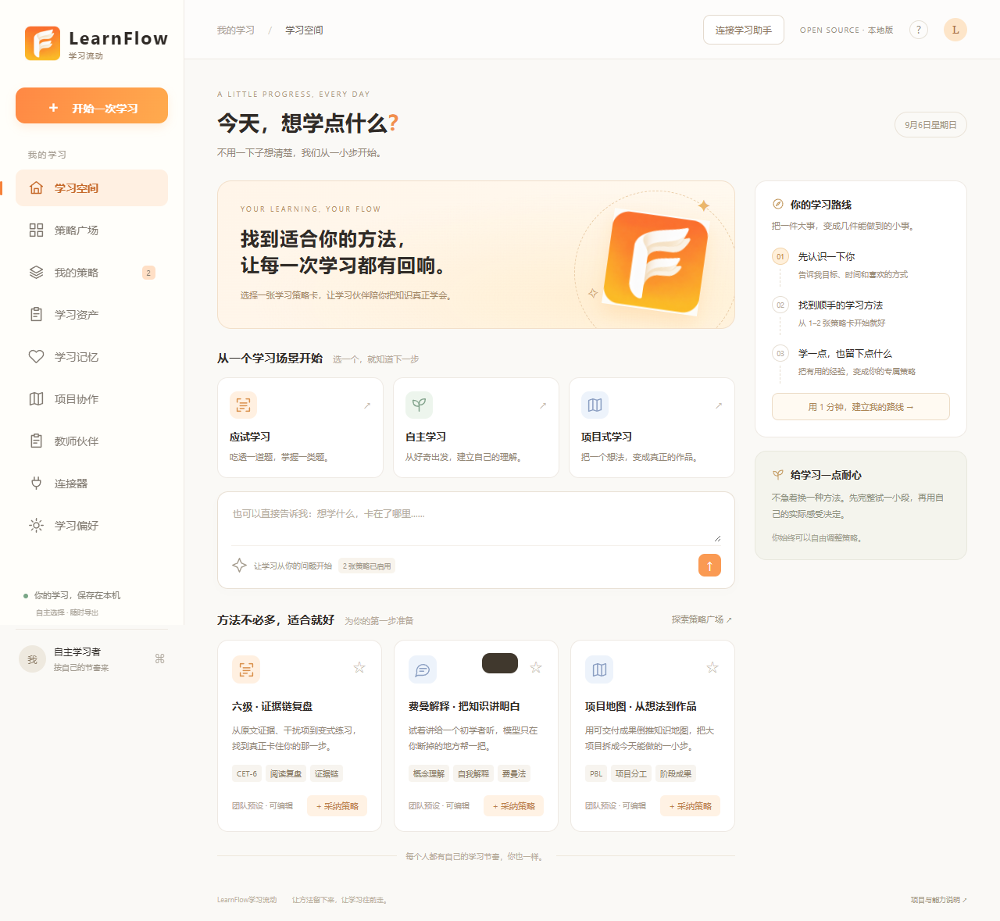 LearnFlow
学习流动
+ 开始一次学习
我的学习
学习空间
策略广场
我的策略 2
学习资产
学习记忆
项目协作
教师伙伴
连接器
学习偏好
你的学习，保存在本机
自主选择 · 随时导出
我 自主学习者
按自己的节奏来
⌘
我的学习 / 学习空间
连接学习助手
OPEN SOURCE · 本地版
?
L
A LITTLE PROGRESS, EVERY DAY
今天，想学点什么?
不用一下子想清楚，我们从一小步开始。
9月6日星期日
YOUR LEARNING, YOUR FLOW
找到适合你的方法，
让每一次学习都有回响。
选择一张学习策略卡，让学习伙伴陪你把知识真正学会。
从一个学习场景开始 选一个，就知道下一步
↗
应试学习
吃透一道题，掌握一类题。
↗
自主学习
从好奇出发，建立自己的理解。
↗
项目式学习
把一个想法，变成真正的作品。
也可以直接告诉我：想学什么，卡在了哪里……
让学习从你的问题开始 2 张策略已启用
↑
方法不必多，适合就好 为你的第一步准备
探索策略广场 ↗
☆
六级 · 证据链复盘
从原文证据、干扰项到变式练习，
找到真正卡住你的那一步。
CET-6 阅读复盘 证据链
团队预设 · 可编辑 + 采纳策略
☆
费曼解释 · 把知识讲明白
试着讲给一个初学者听，模型只在
你断掉的地方帮一把。
概念理解 自我解释 费曼法
团队预设 · 可编辑 + 采纳策略
☆
项目地图 · 从想法到作品
用可交付成果倒推知识地图，把大
项目拆成今天能做的一小步。
PBL 项目分工 阶段成果
团队预设 · 可编辑 + 采纳策略
每个人都有自己的学习节奏，你也一样。
你的学习路线
把一件大事，变成几件能做到的小事。
01 先认识一下你
告诉我目标、时间和喜欢的方式
02 找到顺手的学习方法
从 1–2 张策略卡开始就好
03 学一点，也留下点什么
把有用的经验，变成你的专属策略
用 1 分钟，建立我的路线 →
给学习一点耐心
不急着换一种方法。先完整试一小段，再用自
己的实际感受决定。
你始终可以自由调整策略。
LearnFlow学习流动 让方法留下来，让学习往前走。
项目与能力说明 ↗